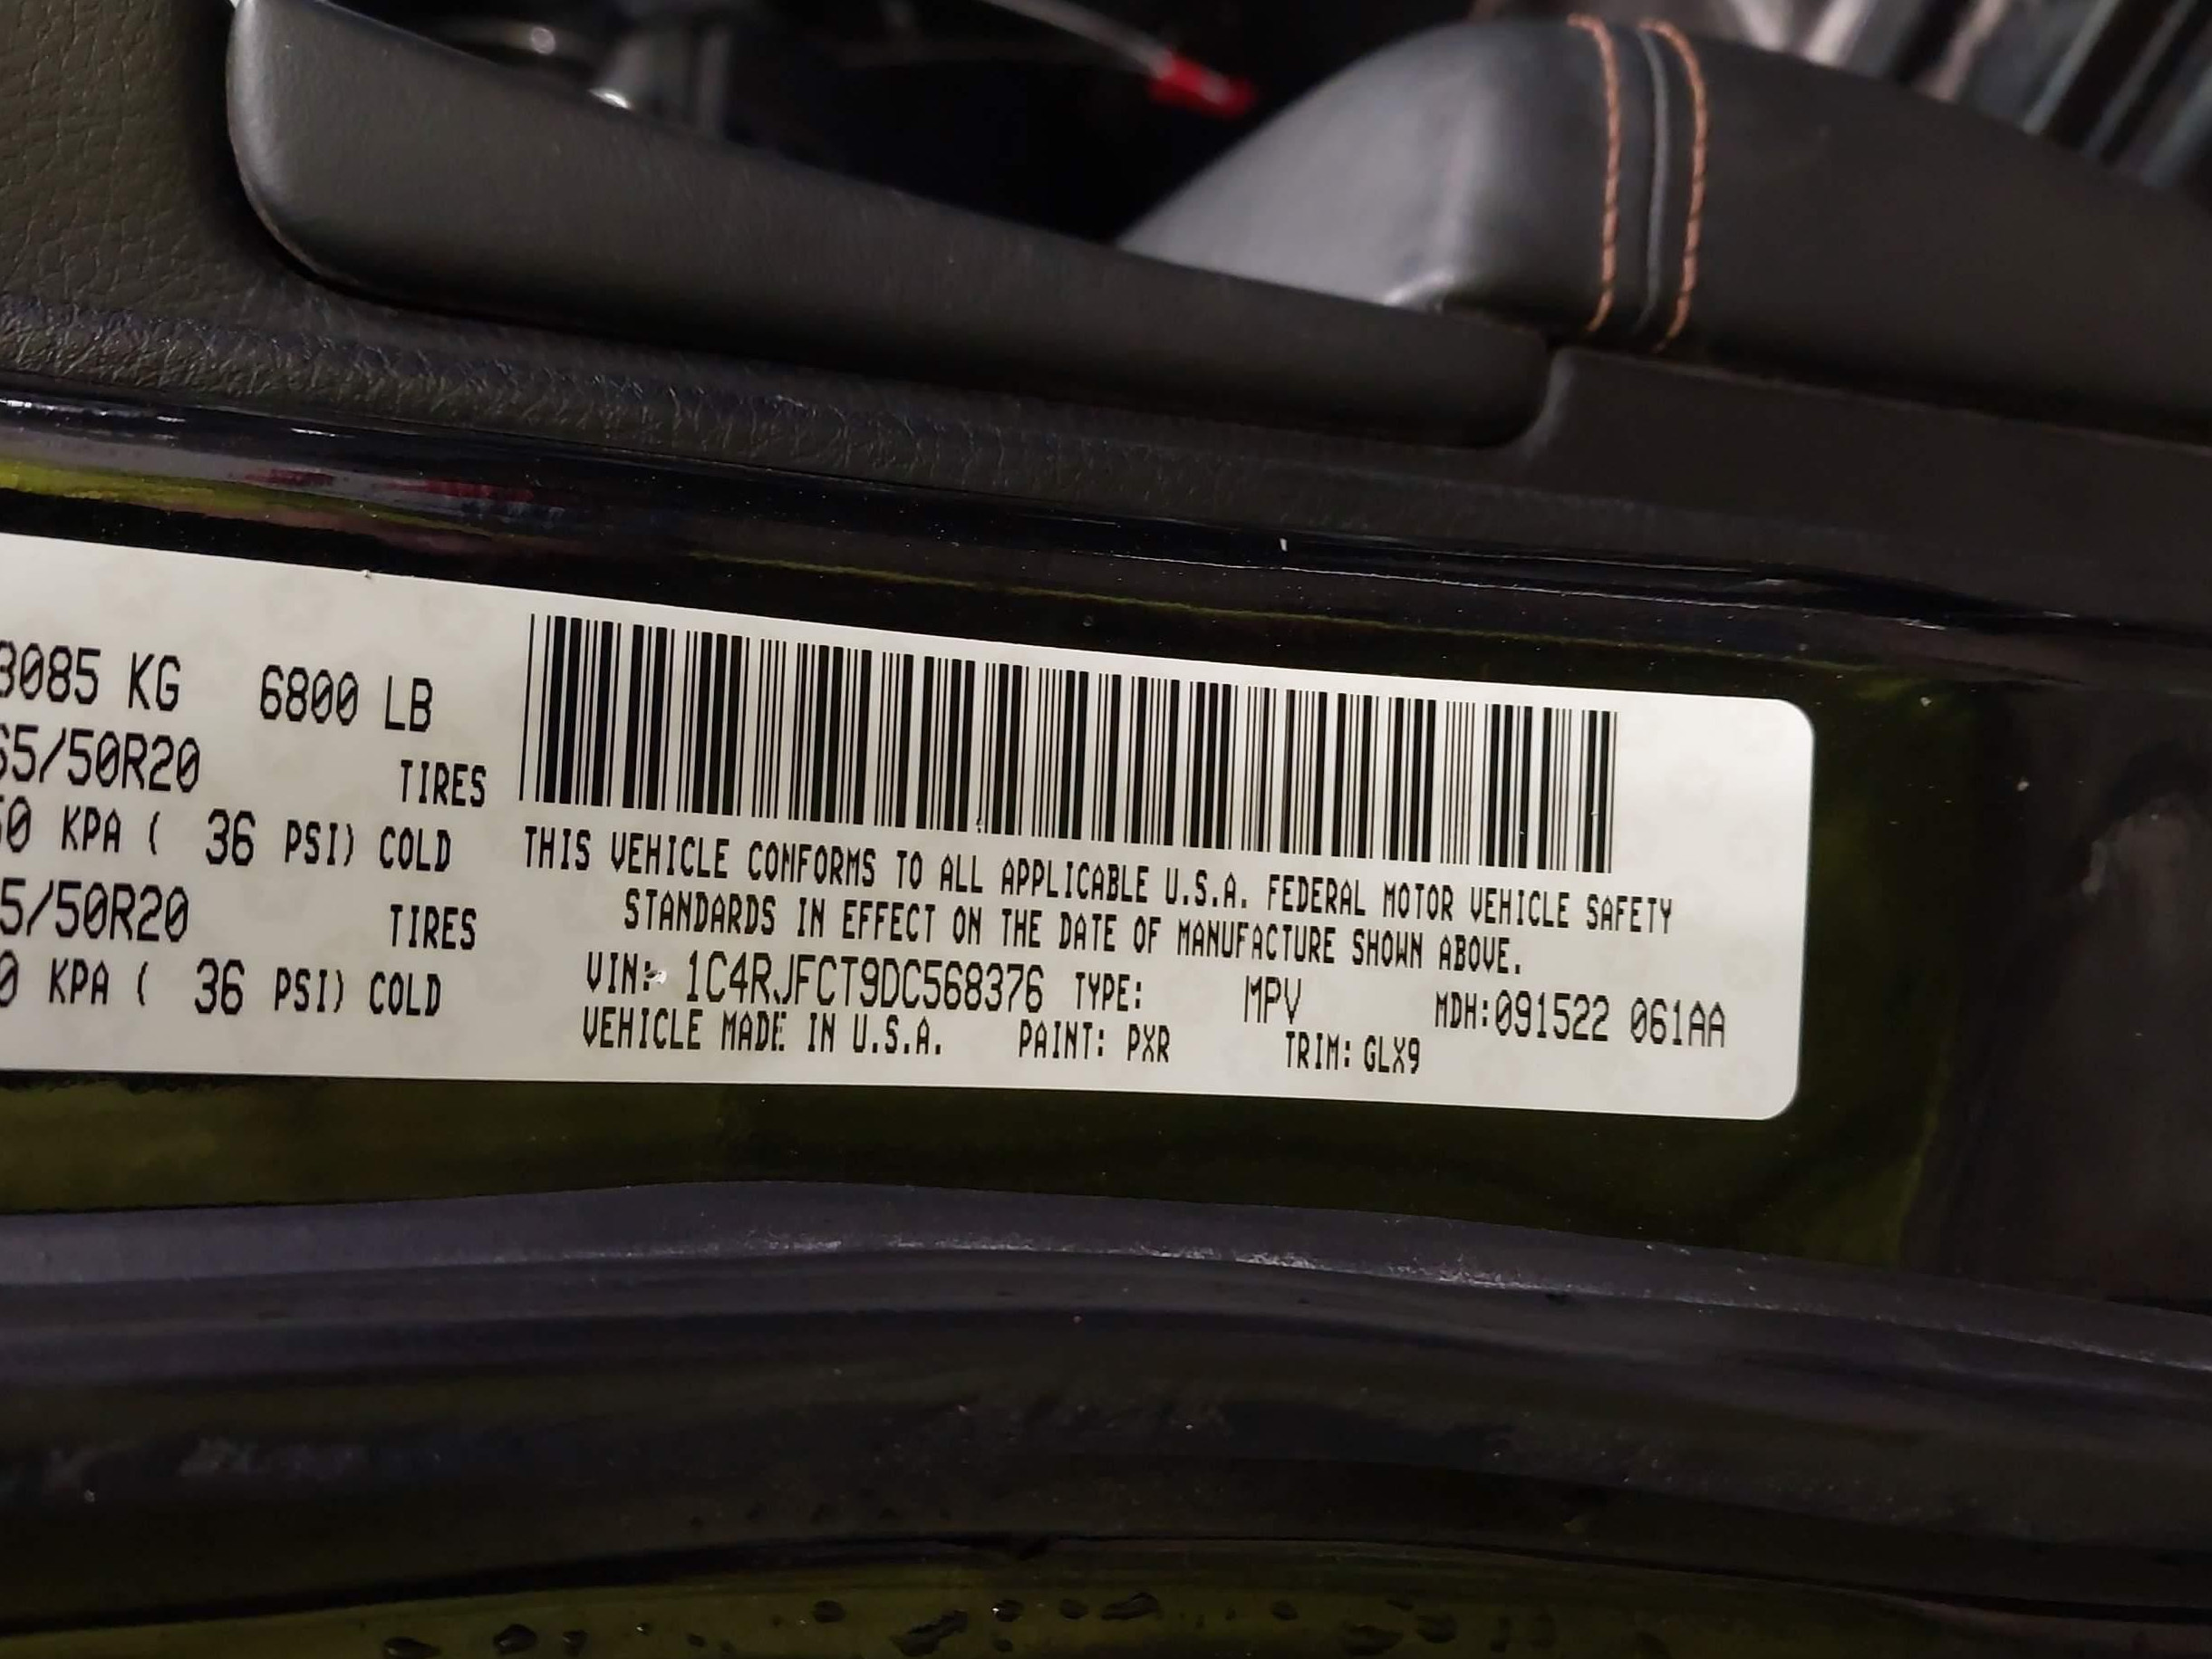 3085 KG 6800 LB
65/50R20 TIRES
50 KPA ( 36 PSI) COLD
5/50R20 TIRES
0 KPA ( 36 PSI) COLD
THIS VEHICLE CONFORMS TO ALL APPLICABLE U.S.A. FEDERAL MOTOR VEHICLE SAFETY
STANDARDS IN EFFECT ON THE DATE OF MANUFACTURE SHOWN ABOVE.
VIN: 1C4RJFCT9DC568376 TYPE: MPV MDH:091522 061AA
VEHICLE MADE IN U.S.A. PAINT: PXR TRIM: GLX9